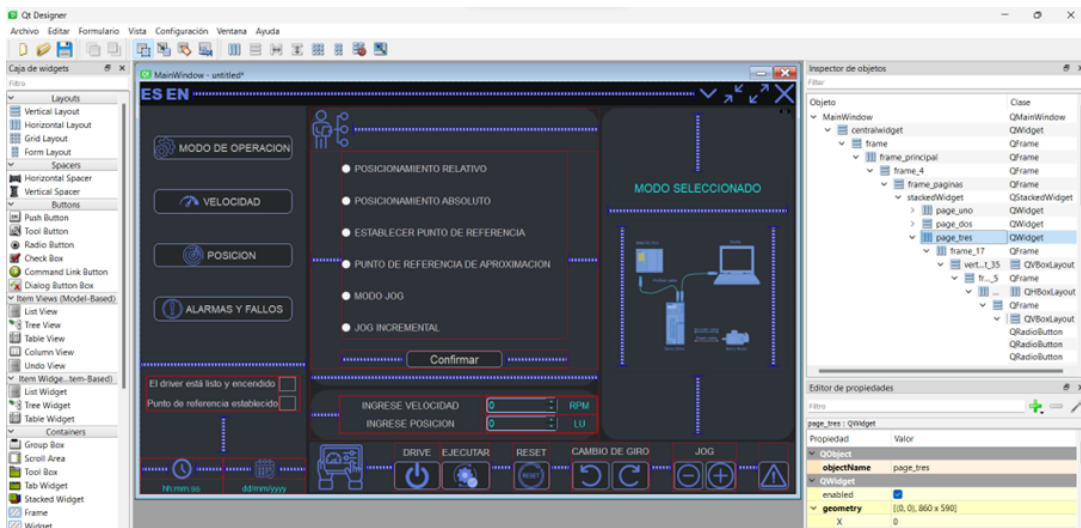 Qt Designer
Archivo Editar Formulario Vista Configuración Ventana Ayuda
Caja de widgets
Filtro
Layouts
Vertical Layout
Horizontal Layout
Grid Layout
Form Layout
Spacers
Horizontal Spacer
Vertical Spacer
Buttons
Push Button
Tool Button
Radio Button
Check Box
Command Link Button
Dialog Button Box
Item Views (Model-Based)
List View
Tree View
Table View
Column View
Undo View
Item Widge...tem-Based)
List Widget
Tree Widget
Table Widget
Containers
Group Box
Scroll Area
Tool Box
Tab Widget
Stacked Widget
Frame
Widget
MainWindow - untitled*
ES EN
MODO DE OPERACION
VELOCIDAD
POSICION
ALARMAS Y FALLOS
El driver está listo y encendido
Punto de referencia establecido
hh:mm:ss
dd/mm/yyyy
POSICIONAMIENTO RELATIVO
POSICIONAMIENTO ABSOLUTO
ESTABLECER PUNTO DE REFERENCIA
PUNTO DE REFERENCIA DE APROXIMACION
MODO JOG
JOG INCREMENTAL
Confirmar
INGRESE VELOCIDAD 0 RPM
INGRESE POSICION 0 LU
DRIVE EJECUTAR RESET CAMBIO DE GIRO JOG
RESET
MODO SELECCIONADO
Inspector de objetos
Filter
Objeto Clase
MainWindow QMainWindow
centralwidget QWidget
frame QFrame
frame_principal QFrame
frame_4 QFrame
frame_paginas QFrame
stackedWidget QStackedWidget
page_uno QWidget
page_dos QWidget
page_tres QWidget
frame_17 QFrame
vert...t_35 QVBoxLayout
fr..._5 QFrame
... QHBoxLayout
QFrame
QVBoxLayout
QRadioButton
QRadioButton
QRadioButton
Editor de propiedades
Filtro
page_tres : QWidget
Propiedad Valor
QObject
objectName page_tres
QWidget
enabled
geometry [(0, 0), 860 x 590]
X 0